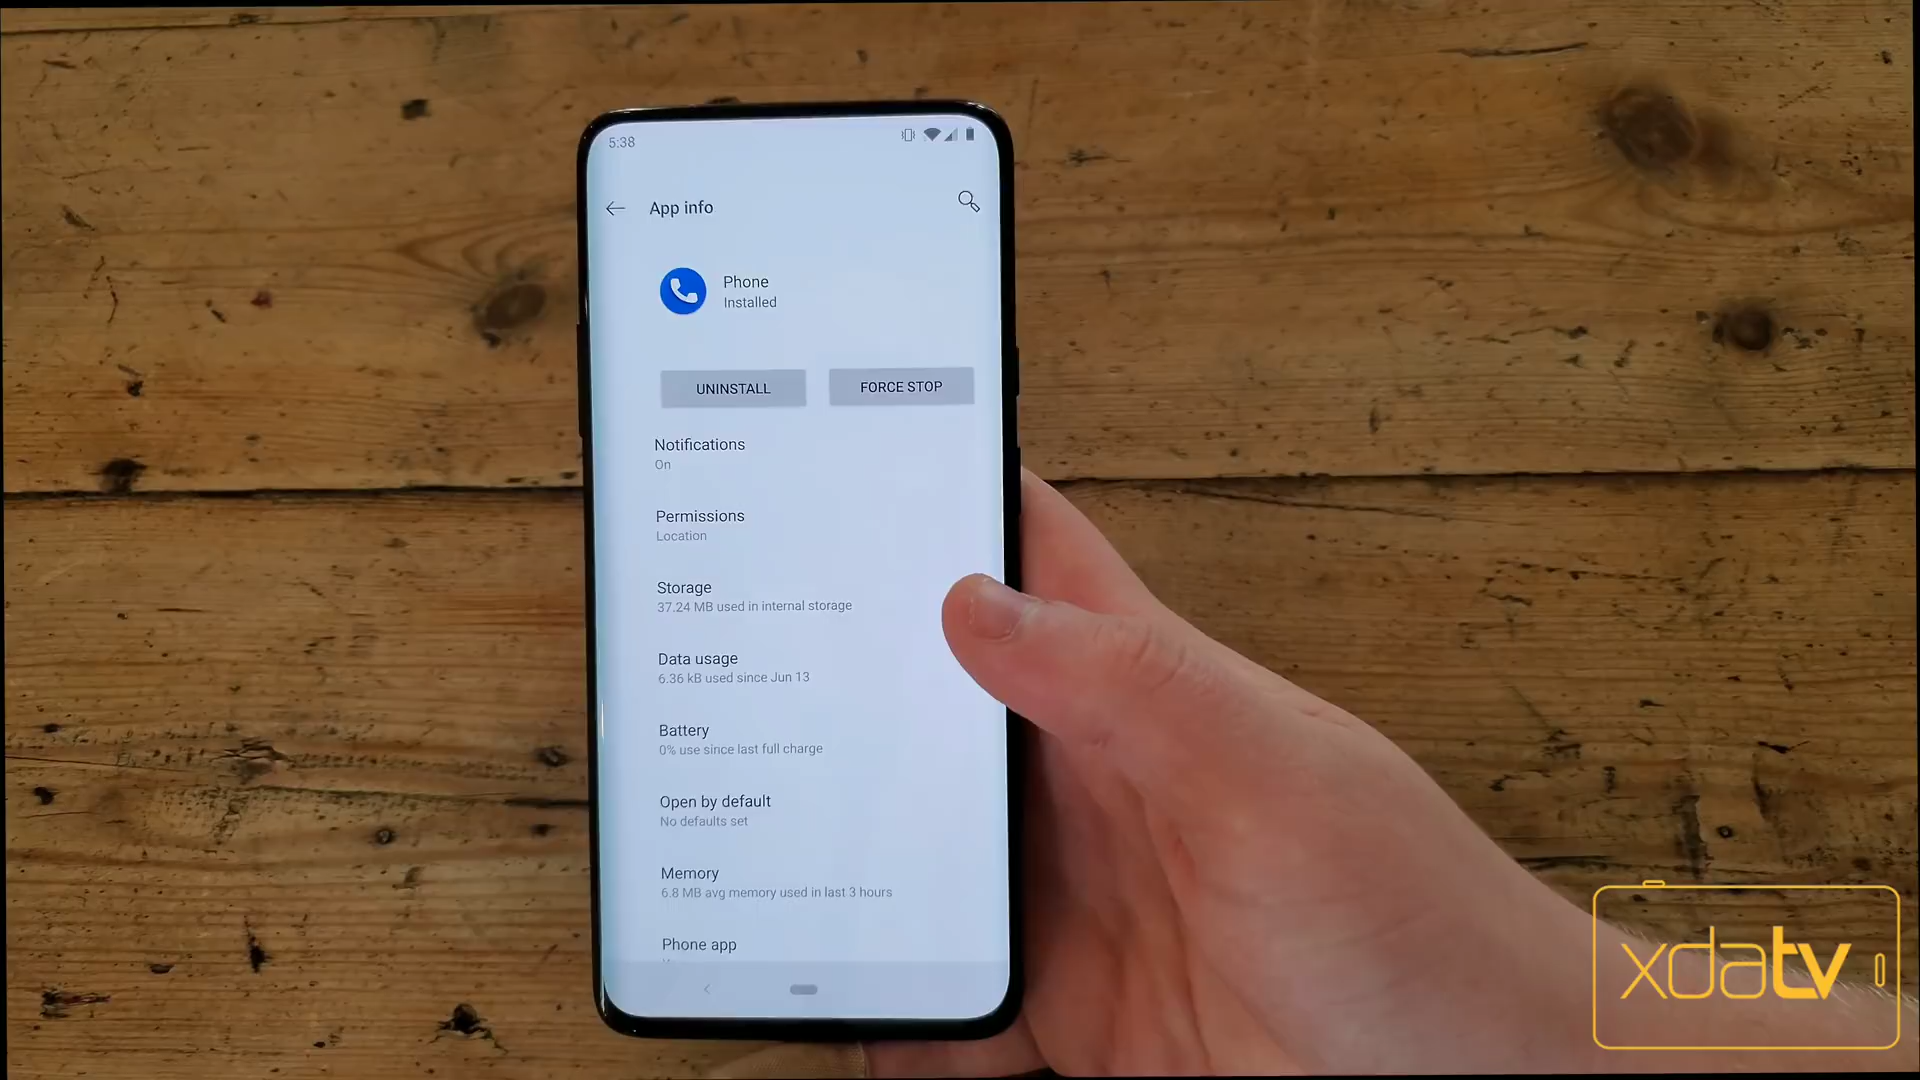 5:38
App info
Phone
Installed
UNINSTALL
FORCE STOP
Notifications
On
Permissions
Location
Storage
37.24 MB used in internal storage
Data usage
6.36 kB used since Jun 13
Battery
0% use since last full charge
Open by default
No defaults set
Memory
6.8 MB avg memory used in last 3 hours
Phone app
xdatv